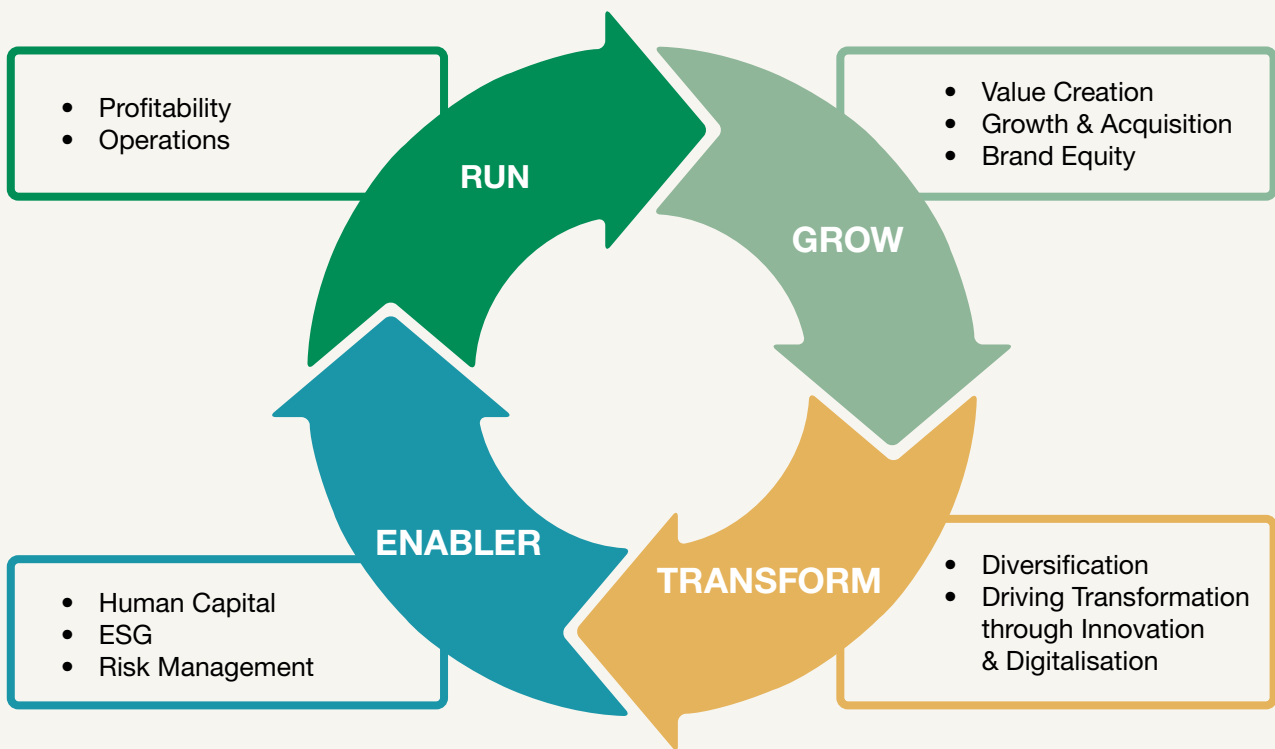 • Profitability
• Operations
RUN
• Value Creation
• Growth & Acquisition
• Brand Equity
GROW
ENABLER
• Human Capital
• ESG
• Risk Management
TRANSFORM
• Diversification
• Driving Transformation
through Innovation
& Digitalisation